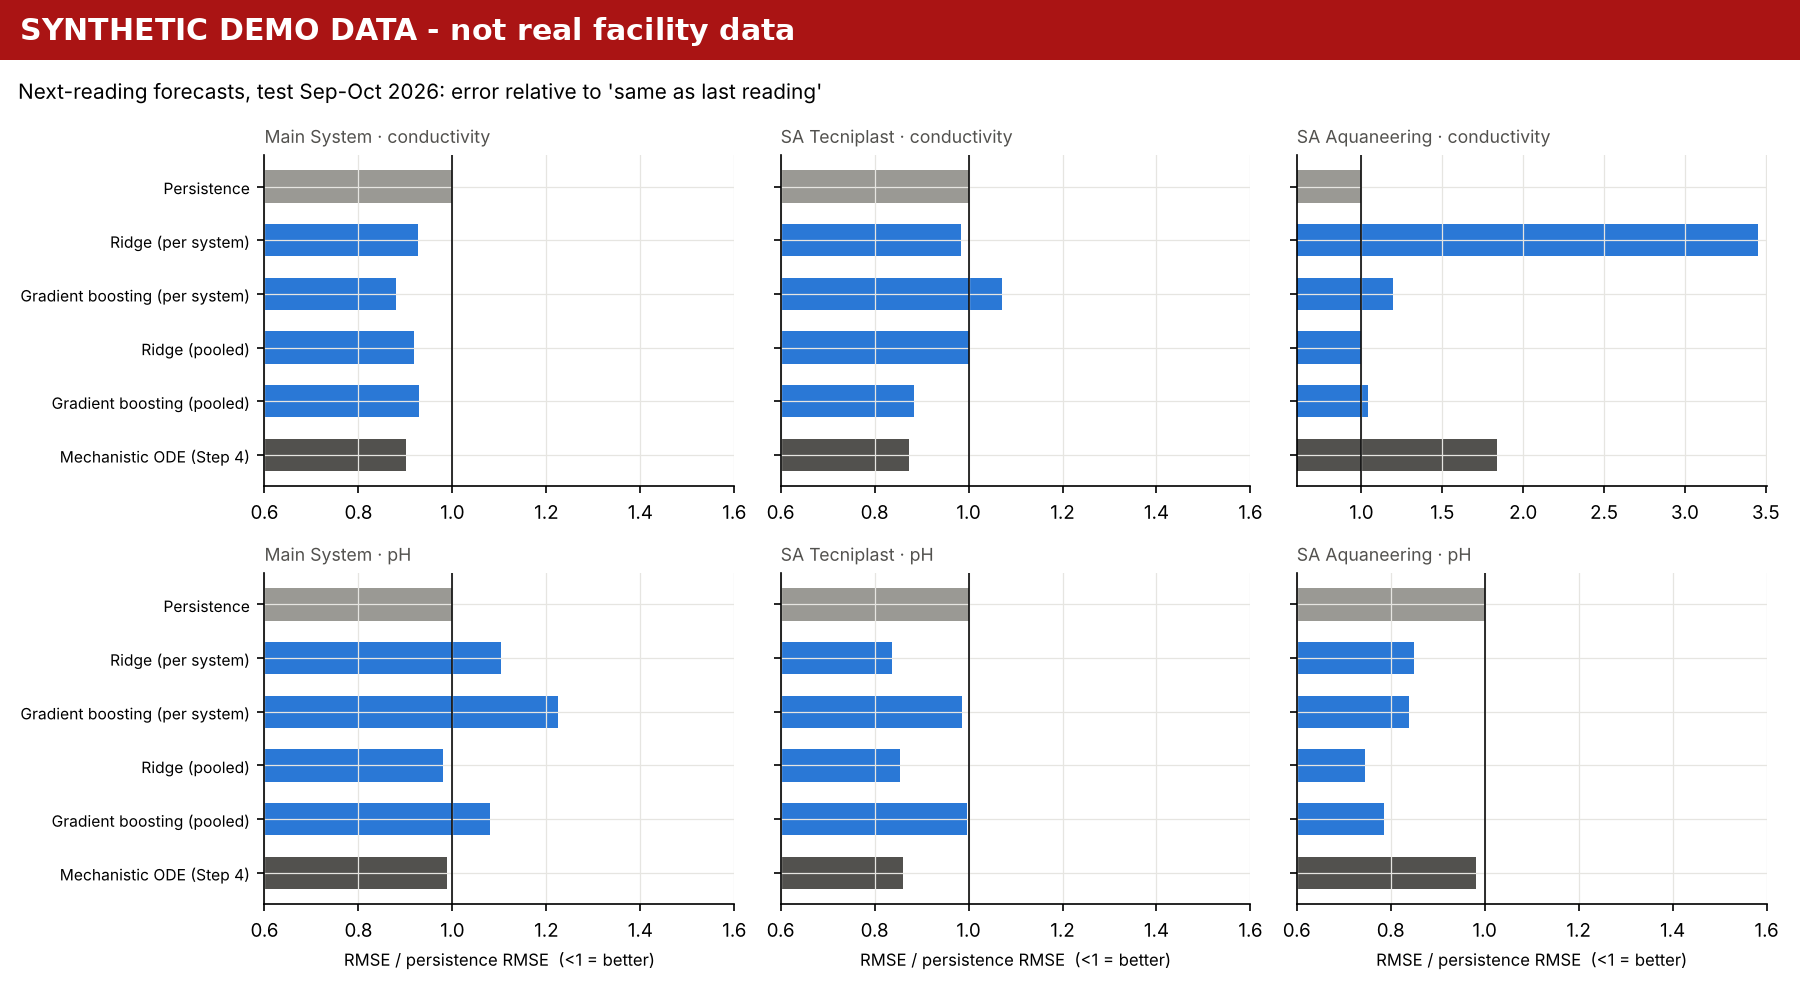 SYNTHETIC DEMO DATA - not real facility data
Next-reading forecasts, test Sep-Oct 2026: error relative to 'same as last reading'
Main System · conductivity
SA Tecniplast · conductivity
SA Aquaneering · conductivity
Persistence
Ridge (per system)
Gradient boosting (per system)
Ridge (pooled)
Gradient boosting (pooled)
Mechanistic ODE (Step 4)
0.6 0.8 1.0 1.2 1.4 1.6
0.6 0.8 1.0 1.2 1.4 1.6
1.0 1.5 2.0 2.5 3.0 3.5
Main System · pH
SA Tecniplast · pH
SA Aquaneering · pH
Persistence
Ridge (per system)
Gradient boosting (per system)
Ridge (pooled)
Gradient boosting (pooled)
Mechanistic ODE (Step 4)
0.6 0.8 1.0 1.2 1.4 1.6
0.6 0.8 1.0 1.2 1.4 1.6
0.6 0.8 1.0 1.2 1.4 1.6
RMSE / persistence RMSE (<1 = better)
RMSE / persistence RMSE (<1 = better)
RMSE / persistence RMSE (<1 = better)